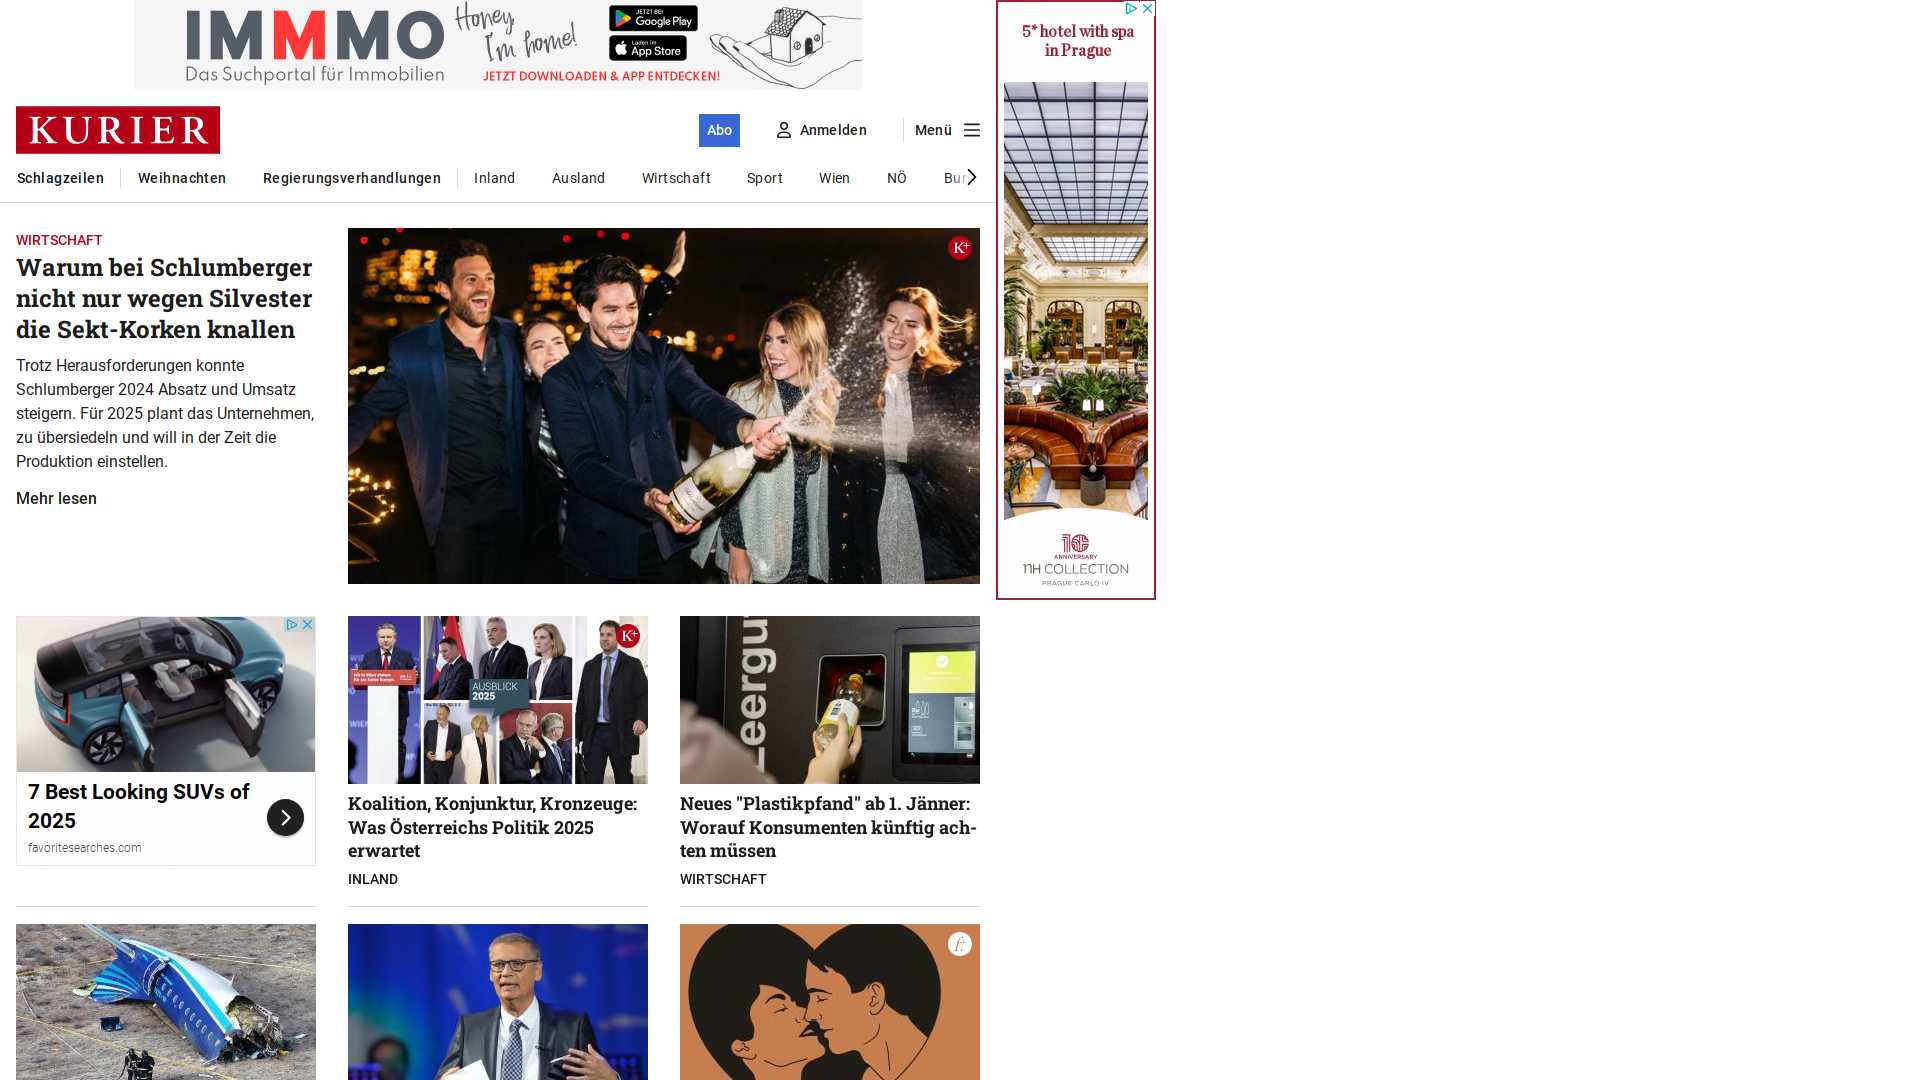 IMMMO
Das Suchportal für Immobilien
Honey,
I'm home!
JETZT BEI
Google Play
Laden im
App Store
JETZT DOWNLOADEN & APP ENTDECKEN!
5* hotel with spa
in Prague
KURIER
Abo
Anmelden
Menü
Schlagzeilen
Weihnachten
Regierungsverhandlungen
Inland
Ausland
Wirtschaft
Sport
Wien
NÖ
Bur
WIRTSCHAFT
Warum bei Schlumberger
nicht nur wegen Silvester
die Sekt-Korken knallen
Trotz Herausforderungen konnte
Schlumberger 2024 Absatz und Umsatz
steigern. Für 2025 plant das Unternehmen,
zu übersiedeln und will in der Zeit die
Produktion einstellen.
Mehr lesen
K+
10
ANNIVERSARY
NH COLLECTION
PRAGUE CARLO IV
7 Best Looking SUVs of
2025
favoritesearches.com
K+
AUSBLICK
2025
WIEN
Koalition, Konjunktur, Kronzeuge:
Was Österreichs Politik 2025
erwartet
INLAND
Leergu
Neues "Plastikpfand" ab 1. Jänner:
Worauf Konsumenten künftig ach-
ten müssen
WIRTSCHAFT
f+